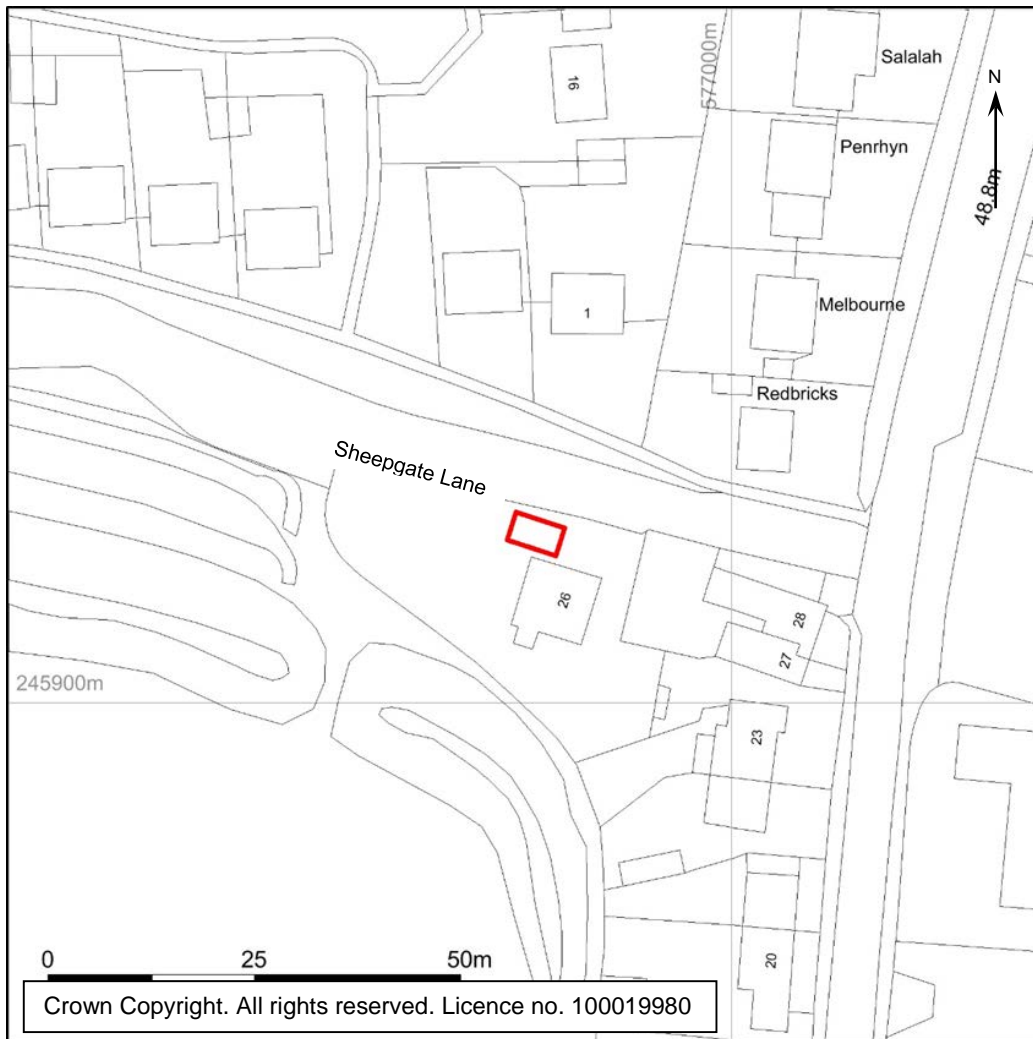 Salalah
N
16
577000m
Penrhyn
48.8m
Melbourne
1
Redbricks
Sheepgate Lane
26
28
27
245900m
23
20
0 25 50m
Crown Copyright. All rights reserved. Licence no. 100019980